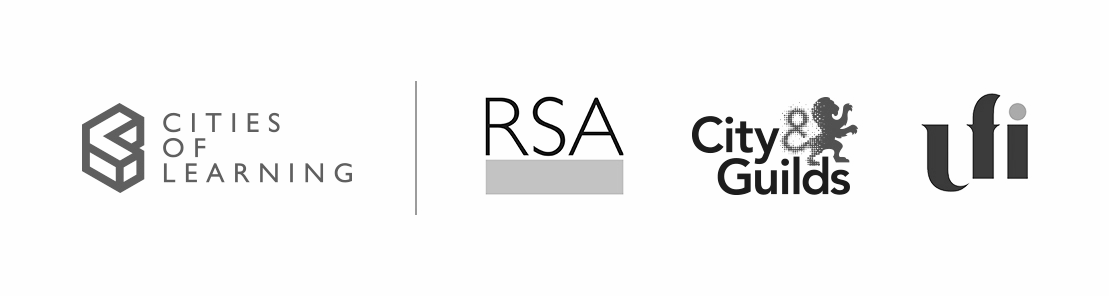 CITIES
OF
LEARNING
RSA
City &
Guilds
ufi